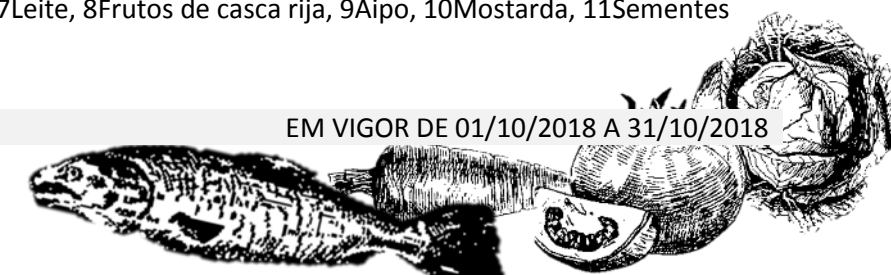 7Leite, 8Frutos de casca rija, 9Aipo, 10Mostarda, 11Sementes
EM VIGOR DE 01/10/2018 A 31/10/2018